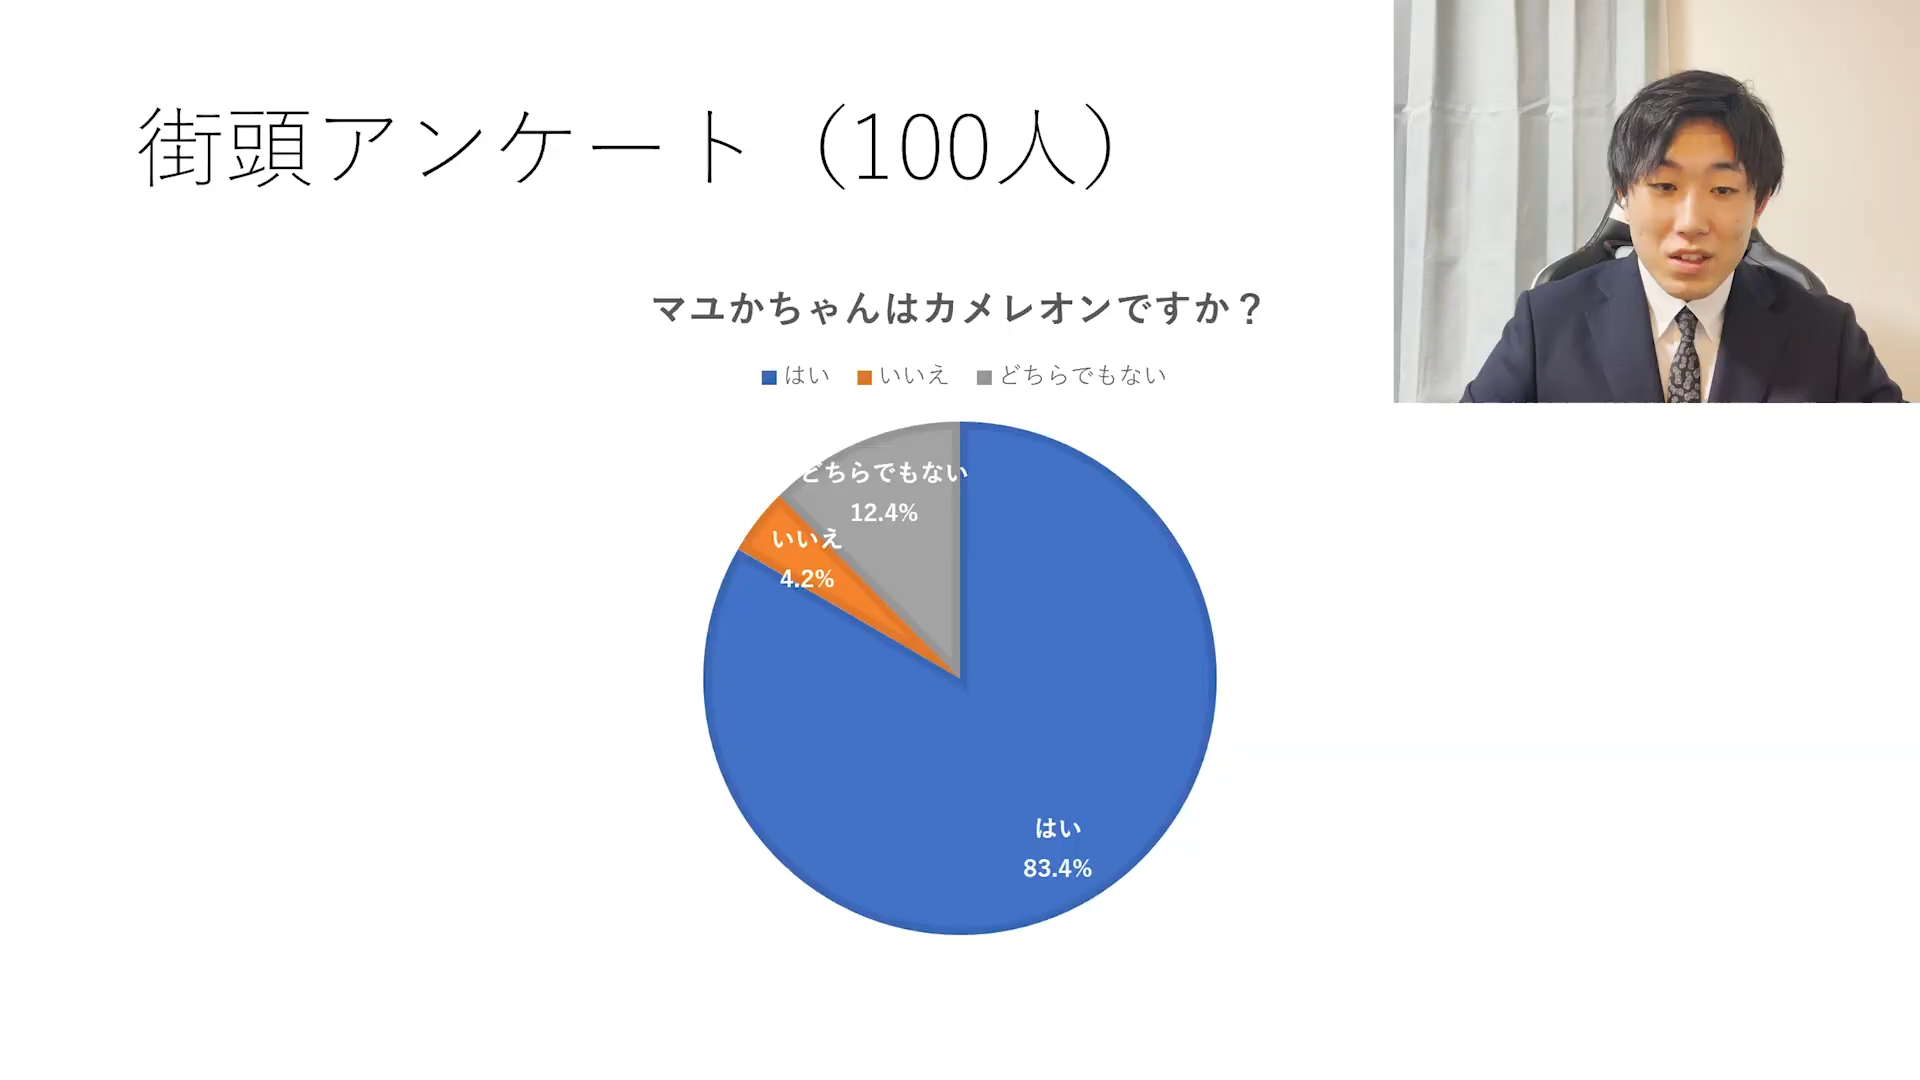 街頭アンケート（100人）
マユかちゃんはカメレオンですか？
はい いいえ どちらでもない
どちらでもない
12.4%
いいえ
4.2%
はい
83.4%